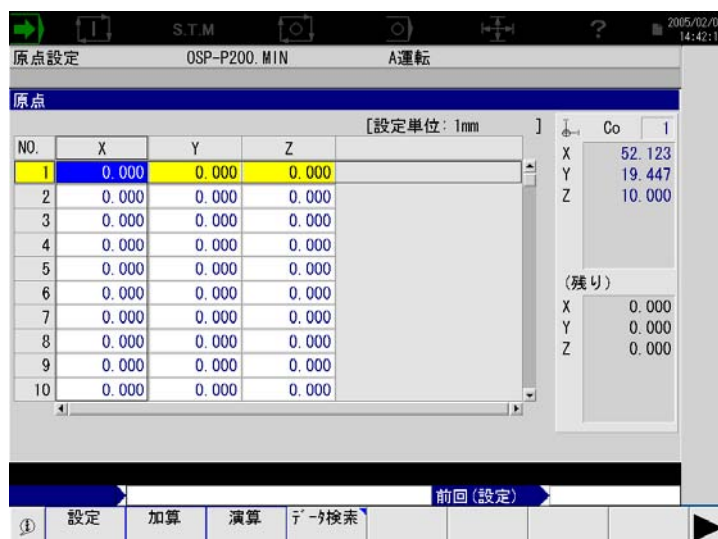 S.T.M ? 2005/02/0
14:42:1
原点設定 OSP-P200.MIN A運転
原点
[設定単位: 1mm ]
NO. X Y Z
1 0.000 0.000 0.000
2 0.000 0.000 0.000
3 0.000 0.000 0.000
4 0.000 0.000 0.000
5 0.000 0.000 0.000
6 0.000 0.000 0.000
7 0.000 0.000 0.000
8 0.000 0.000 0.000
9 0.000 0.000 0.000
10 0.000 0.000 0.000
Co 1
X 52.123
Y 19.447
Z 10.000
(残り)
X 0.000
Y 0.000
Z 0.000
前回(設定)
設定 加算 演算 ﾃﾞｰﾀ検索